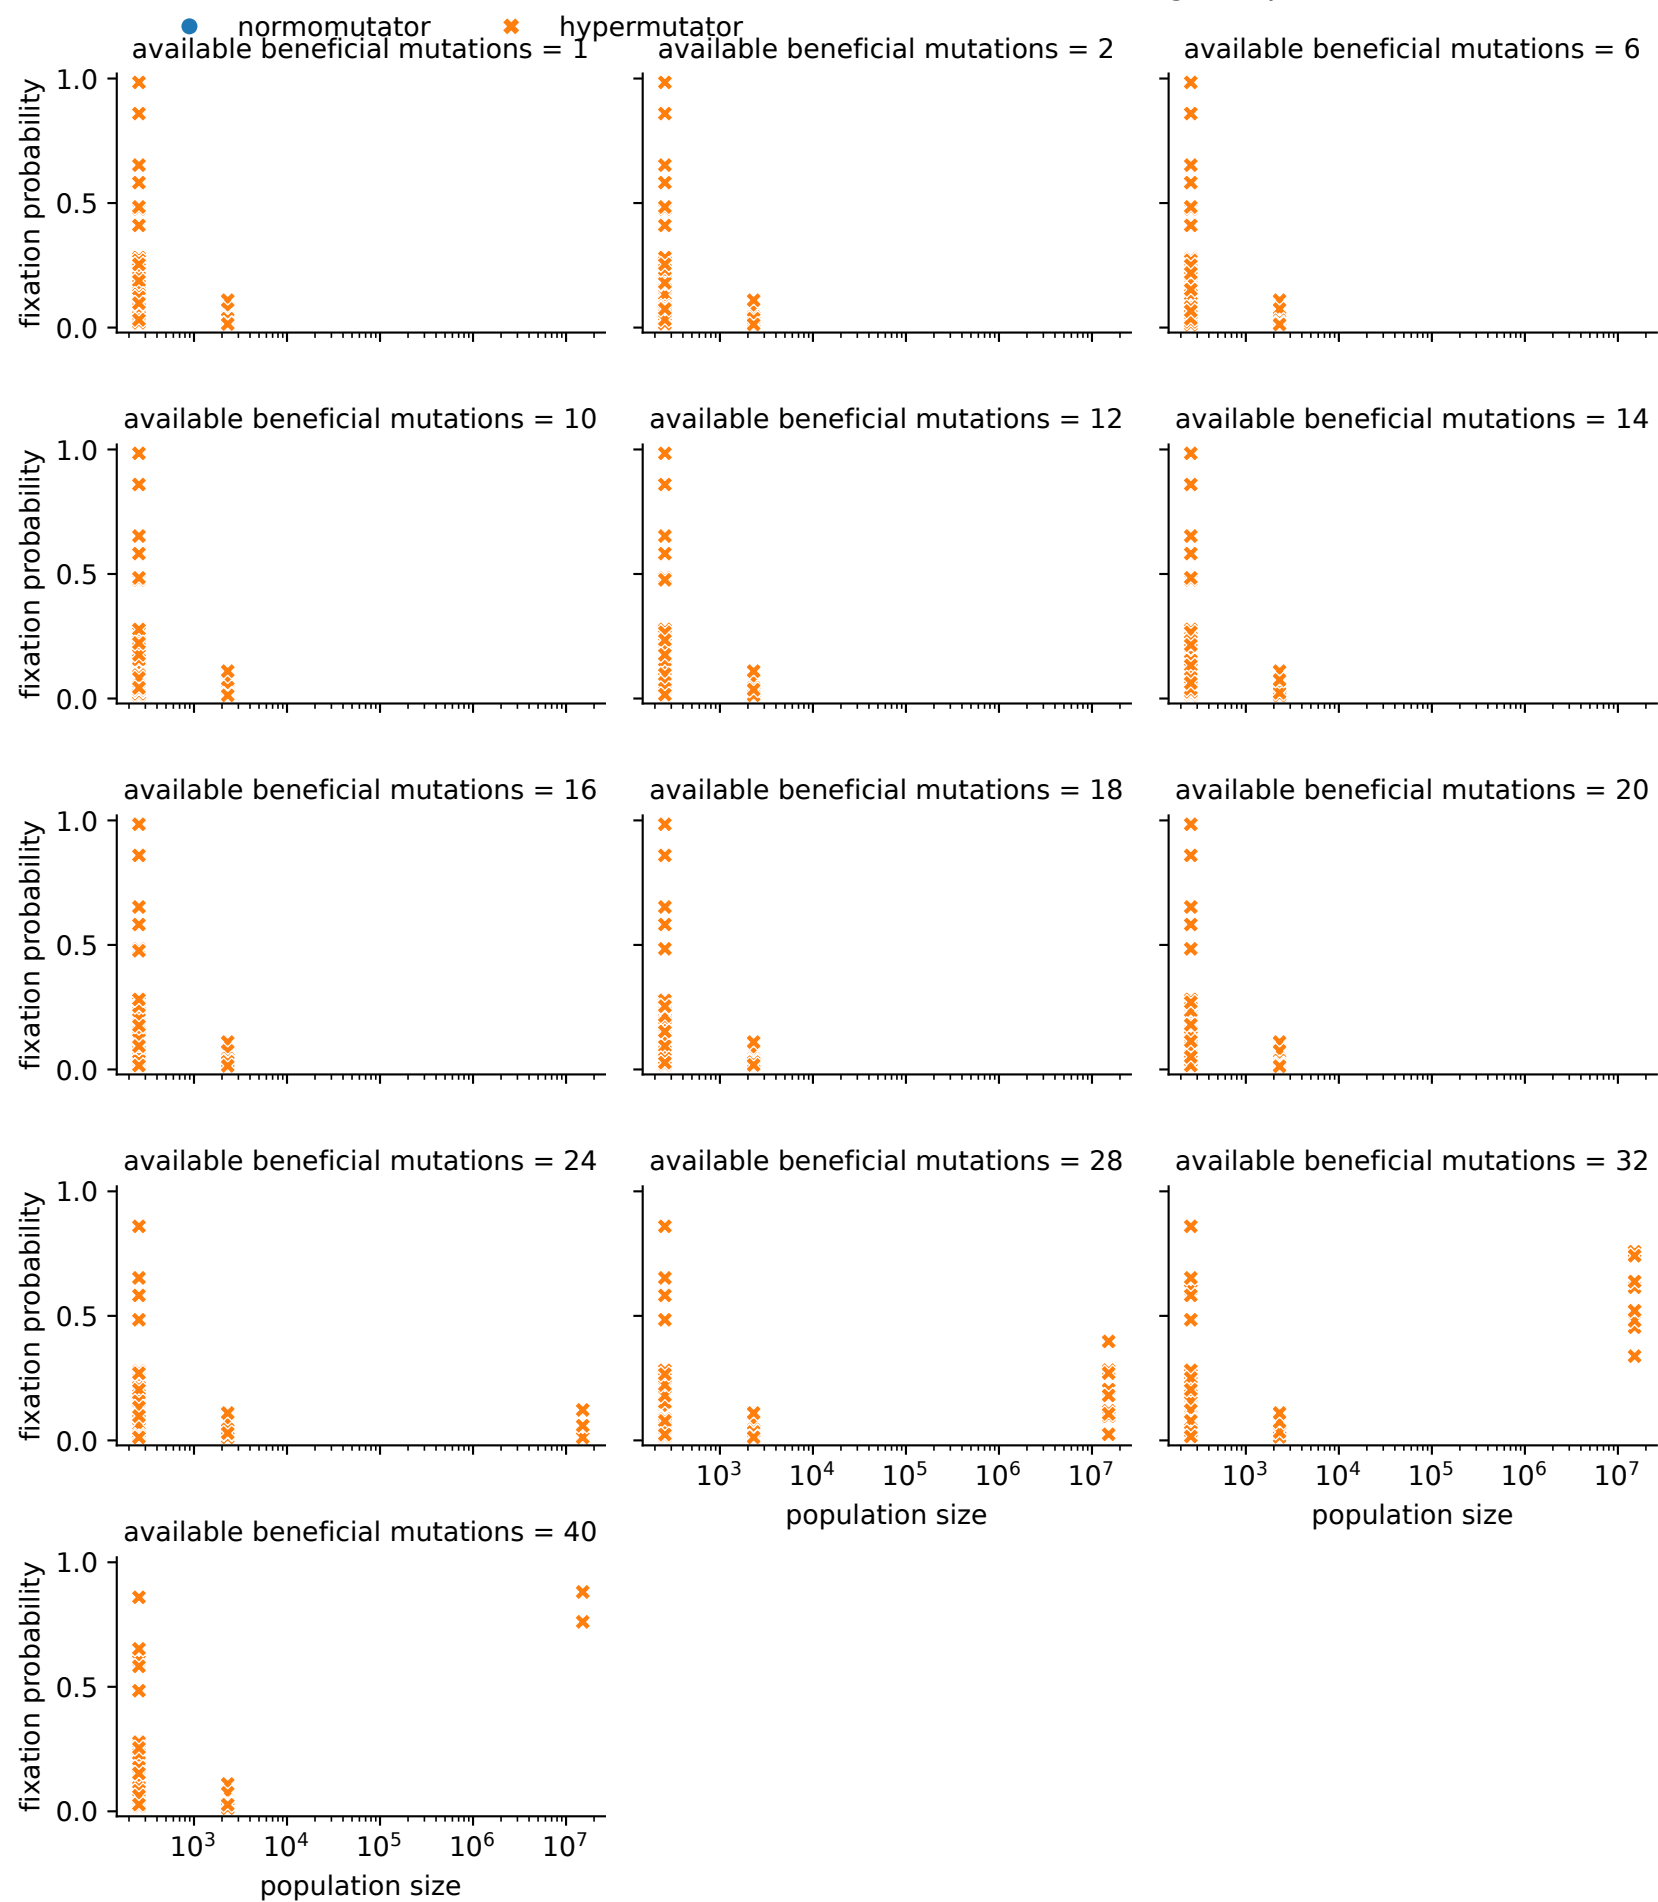 normomutator hypermutator
available beneficial mutations = 1 available beneficial mutations = 2 available beneficial mutations = 6
fixation probability
1.0
0.5
0.0
available beneficial mutations = 10 available beneficial mutations = 12 available beneficial mutations = 14
fixation probability
1.0
0.5
0.0
available beneficial mutations = 16 available beneficial mutations = 18 available beneficial mutations = 20
fixation probability
1.0
0.5
0.0
available beneficial mutations = 24 available beneficial mutations = 28 available beneficial mutations = 32
fixation probability
1.0
0.5
0.0
10³ 10⁴ 10⁵ 10⁶ 10⁷ 10³ 10⁴ 10⁵ 10⁶ 10⁷
population size population size
available beneficial mutations = 40
fixation probability
1.0
0.5
0.0
10³ 10⁴ 10⁵ 10⁶ 10⁷
population size